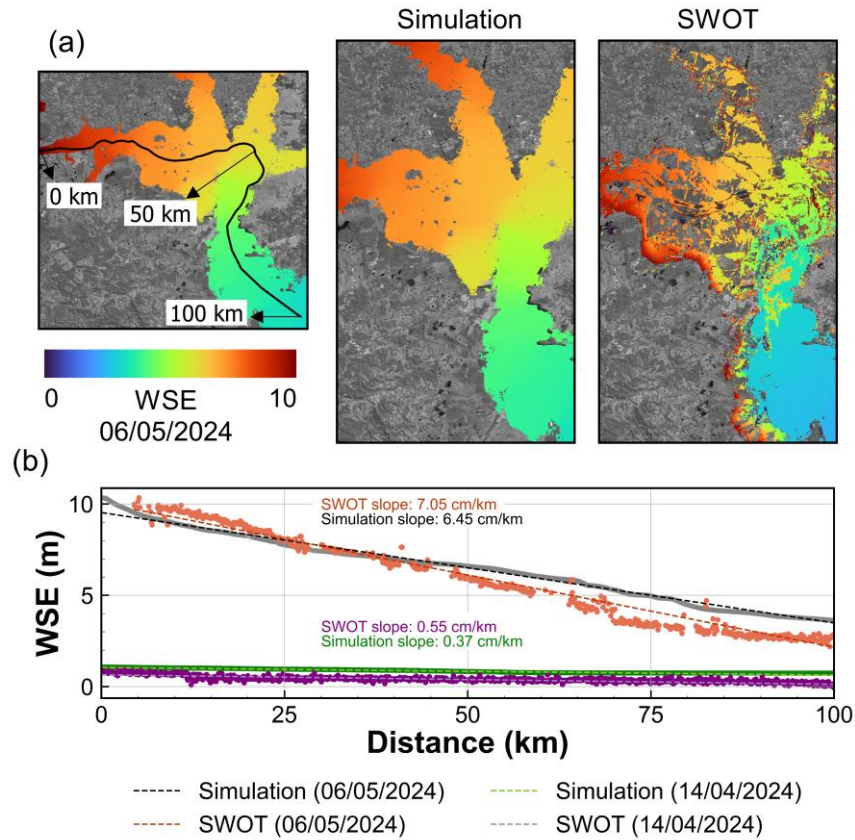 Simulation
SWOT
(a)
0 km
50 km
100 km
0
10
WSE
06/05/2024
(b)
SWOT slope: 7.05 cm/km
Simulation slope: 6.45 cm/km
SWOT slope: 0.55 cm/km
Simulation slope: 0.37 cm/km
10
5
0
WSE (m)
0
25
50
75
100
Distance (km)
Simulation (06/05/2024)
Simulation (14/04/2024)
SWOT (06/05/2024)
SWOT (14/04/2024)